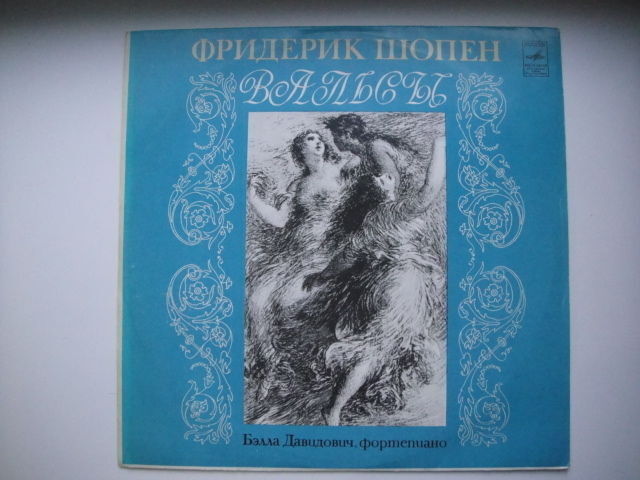 ФРИДЕРИК ШОПЕН
ВАЛЬСЫ
Бэлла Давидович, фортепиано